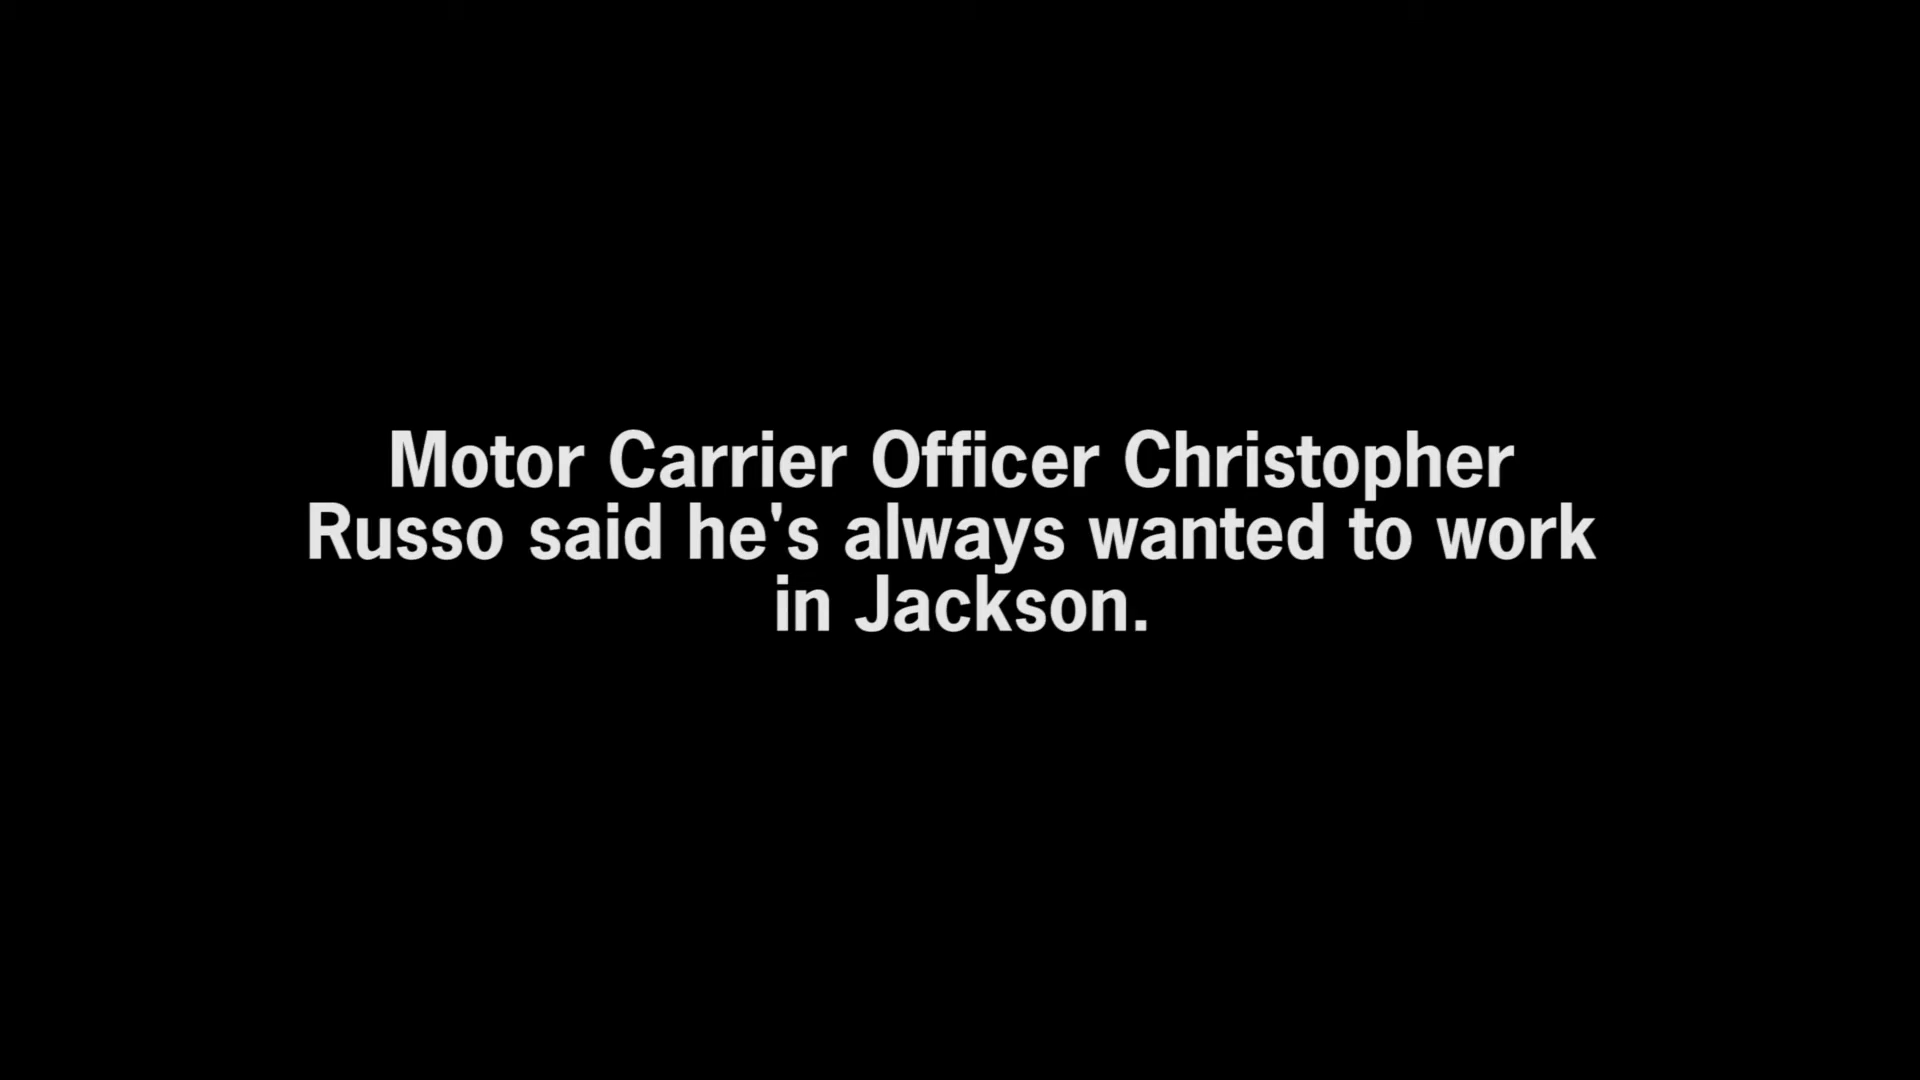 Motor Carrier Officer Christopher
Russo said he's always wanted to work
in Jackson.